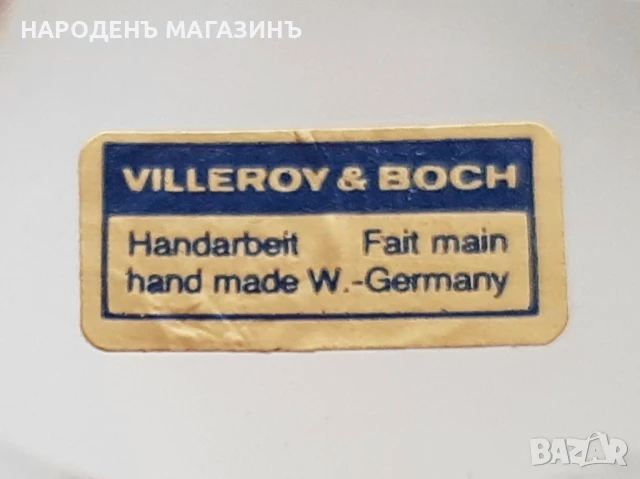 НАРОДЕНЪ МАГАЗИНЪ
VILLEROY & BOCH
Handarbeit Fait main
hand made W.-Germany
BAZAR